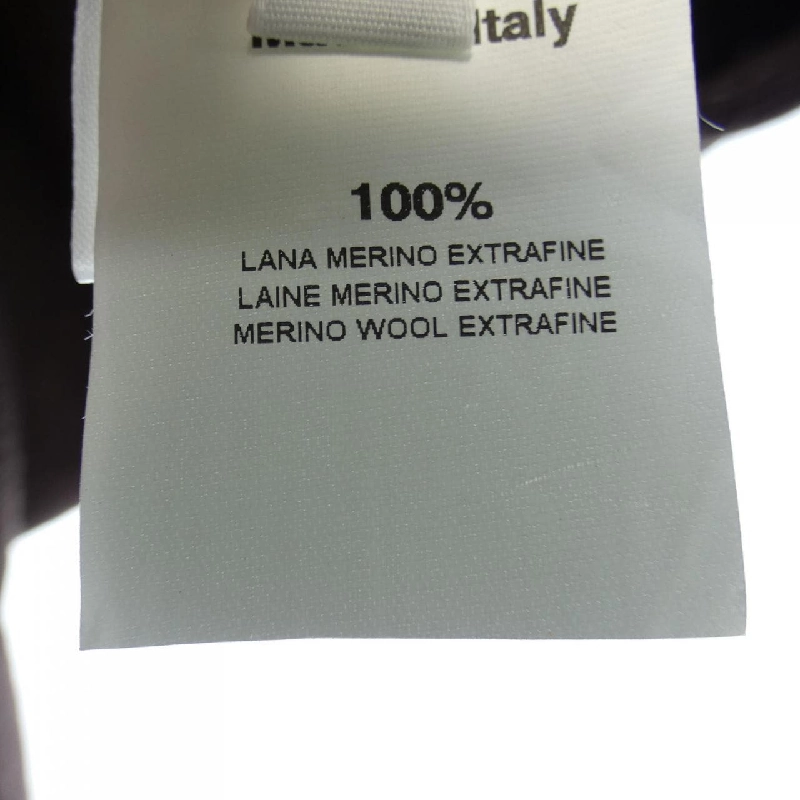 Italy
100%
LANA MERINO EXTRAFINE
LAINE MERINO EXTRAFINE
MERINO WOOL EXTRAFINE